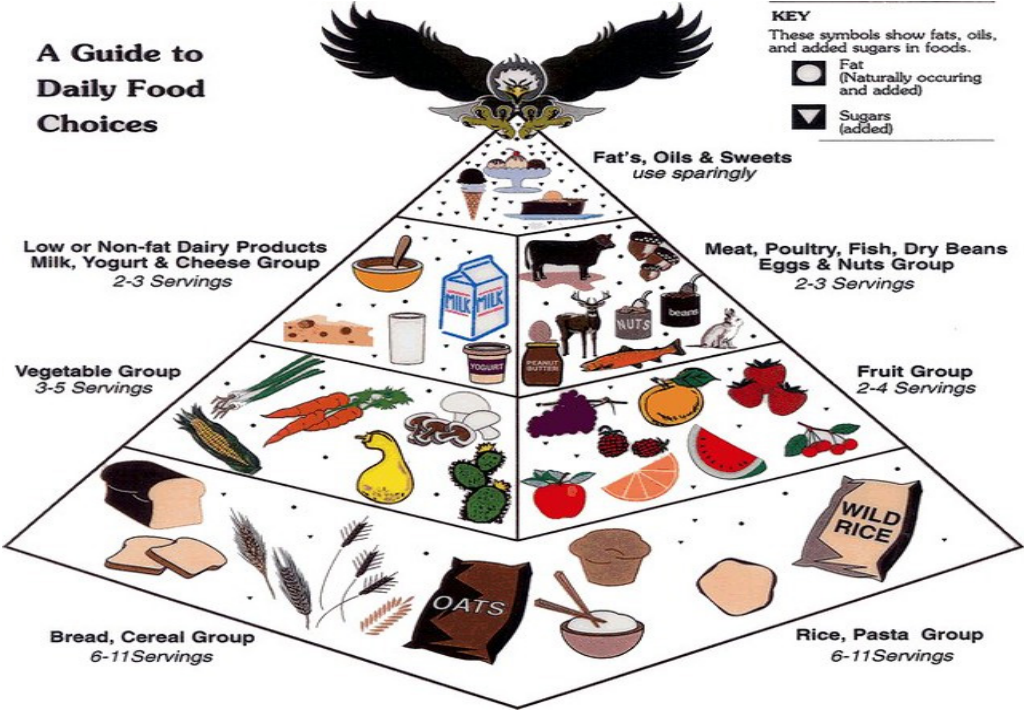 A Guide to
Daily Food
Choices
KEY
These symbols show fats, oils,
and added sugars in foods.
Fat
(Naturally occuring
and added)
Sugars
(added)
Fat's, Oils & Sweets
use sparingly
Low or Non-fat Dairy Products
Milk, Yogurt & Cheese Group
2-3 Servings
Meat, Poultry, Fish, Dry Beans
Eggs & Nuts Group
2-3 Servings
MILK
MILK
YOGURT
NUTS
beans
PEANUT
BUTTER
Vegetable Group
3-5 Servings
Fruit Group
2-4 Servings
WILD
RICE
OATS
Bread, Cereal Group
6-11Servings
Rice, Pasta Group
6-11Servings